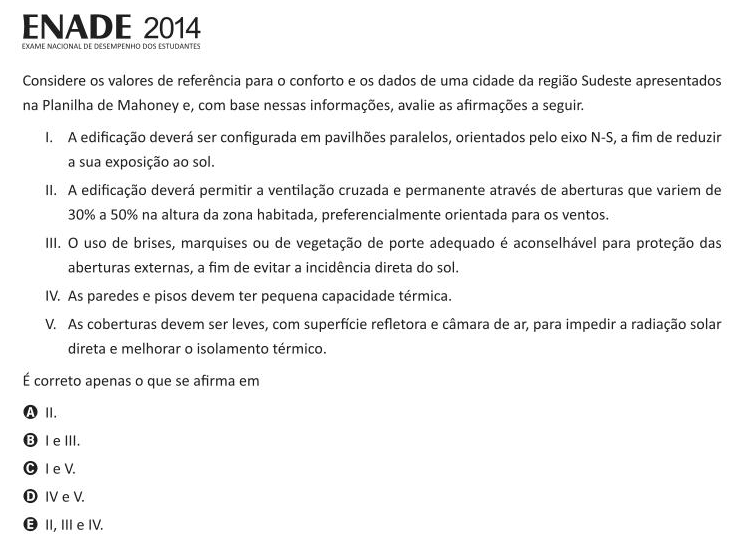 ENADE 2014
EXAME NACIONAL DE DESEMPENHO DOS ESTUDANTES
Considere os valores de referência para o conforto e os dados de uma cidade da região Sudeste apresentados
na Planilha de Mahoney e, com base nessas informações, avalie as afirmações a seguir.
I. A edificação deverá ser configurada em pavilhões paralelos, orientados pelo eixo N-S, a fim de reduzir
a sua exposição ao sol.
II. A edificação deverá permitir a ventilação cruzada e permanente através de aberturas que variem de
30% a 50% na altura da zona habitada, preferencialmente orientada para os ventos.
III. O uso de brises, marquises ou de vegetação de porte adequado é aconselhável para proteção das
aberturas externas, a fim de evitar a incidência direta do sol.
IV. As paredes e pisos devem ter pequena capacidade térmica.
V. As coberturas devem ser leves, com superfície refletora e câmara de ar, para impedir a radiação solar
direta e melhorar o isolamento térmico.
É correto apenas o que se afirma em
A II.
B I e III.
C I e V.
D IV e V.
E II, III e IV.